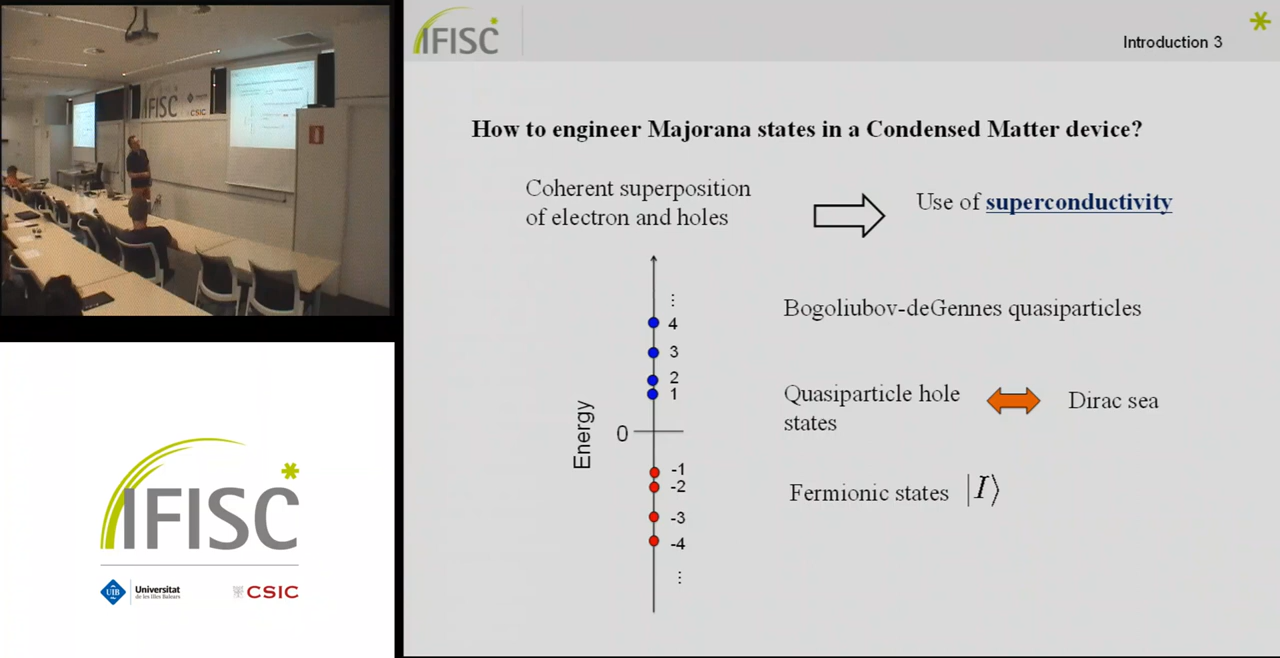 IFISC
CSIC
IFISC
UIB
Universitat
de les Illes Balears
CSIC
IFISC
Introduction 3
How to engineer Majorana states in a Condensed Matter device?
Coherent superposition
of electron and holes
Use of superconductivity
⋮
4
3
2
1
0
Energy
-1
-2
-3
-4
⋮
Bogoliubov-deGennes quasiparticles
Quasiparticle hole
states
Dirac sea
Fermionic states |I⟩